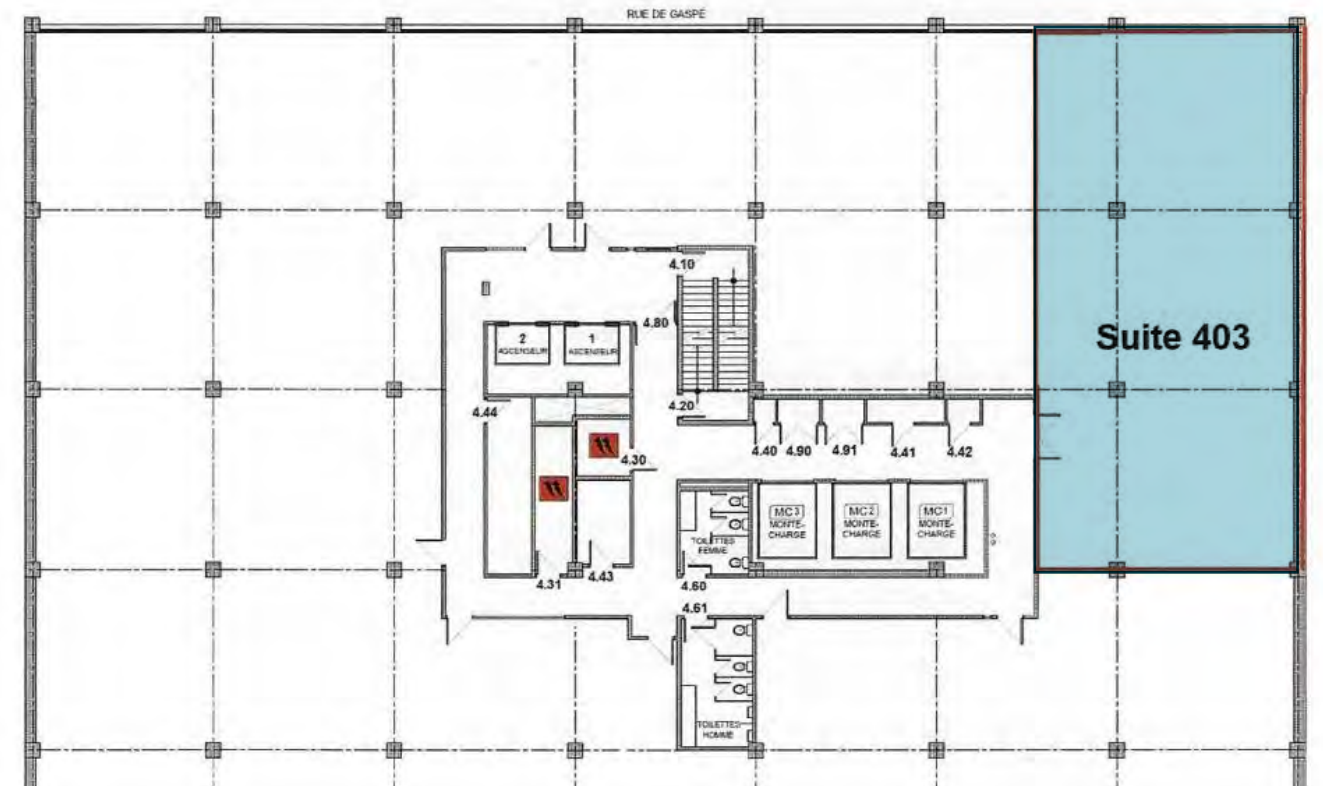 RUE DE GASPÉ
4.10
4.80
2
ASCENSEUR
1
ASCENSEUR
Suite 403
4.44
4.20
4.30
4.40
4.90
4.91
4.41
4.42
MC3
MONTE-
CHARGE
MC2
MONTE-
CHARGE
MC1
MONTE-
CHARGE
TOILETTES
FEMME
4.31
4.43
4.60
4.61
TOILETTES
HOMME